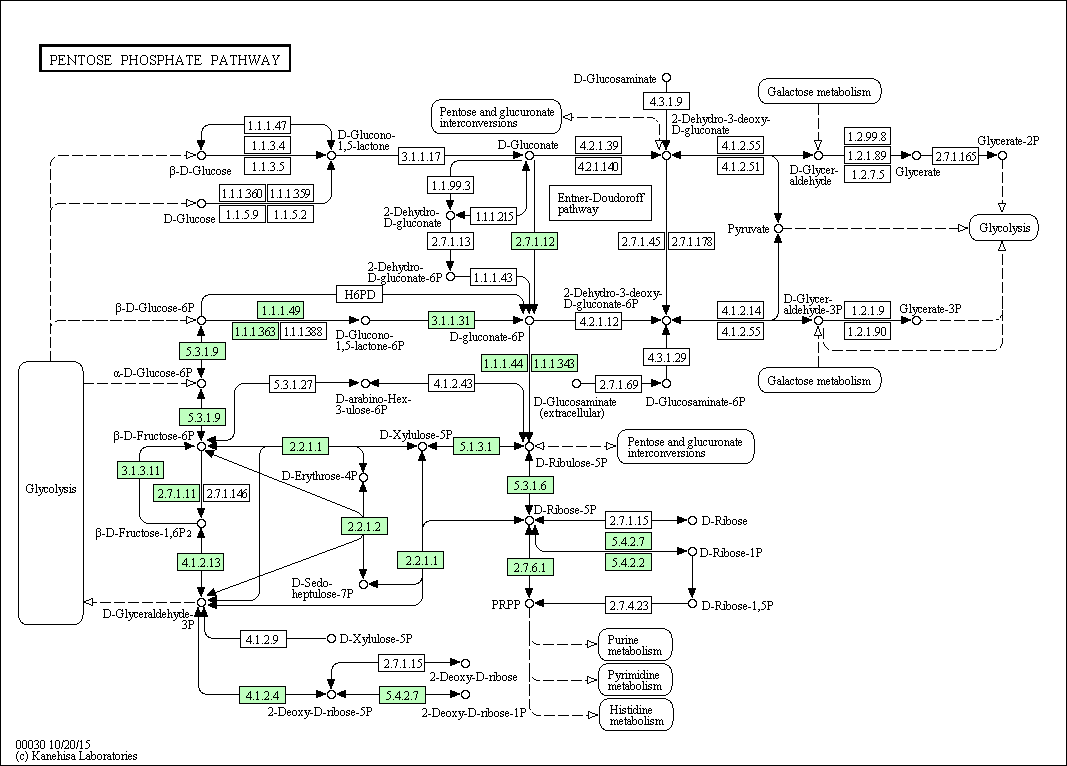 PENTOSE PHOSPHATE PATHWAY
D-Glucosaminate
4.3.1.9
Galactose metabolism
Pentose and glucuronate
interconversions
2-Dehydro-3-deoxy-
D-gluconate
1.1.1.47
1.1.3.4
1.1.3.5
D-Glucono-
1,5-lactone
3.1.1.17
D-Gluconate
4.2.1.39
4.2.1.140
4.1.2.55
4.1.2.51
1.2.99.8
1.2.1.89
1.2.7.5
2.7.1.165
Glycerate-2P
β-D-Glucose
D-Glycer-
aldehyde
Glycerate
1.1.1.360
1.1.1.359
1.1.5.9
1.1.5.2
D-Glucose
1.1.99.3
2-Dehydro-
D-gluconate
1.1.1.215
Entner-Doudoroff
pathway
Pyruvate
Glycolysis
2.7.1.13
2.7.1.12
2.7.1.45
2.7.1.178
2-Dehydro-
D-gluconate-6P
1.1.1.43
H6PD
2-Dehydro-3-deoxy-
D-gluconate-6P
D-Glycer-
aldehyde-3P
β-D-Glucose-6P
1.1.1.49
1.1.1.363
1.1.1.388
D-Glucono-
1,5-lactone-6P
3.1.1.31
D-gluconate-6P
4.2.1.12
4.1.2.14
4.1.2.55
1.2.1.9
1.2.1.90
Glycerate-3P
5.3.1.9
1.1.1.44
1.1.1.343
4.3.1.29
α-D-Glucose-6P
5.3.1.27
D-arabino-Hex-
3-ulose-6P
4.1.2.43
2.7.1.69
D-Glucosaminate
(extracellular)
D-Glucosaminate-6P
Galactose metabolism
5.3.1.9
β-D-Fructose-6P
2.2.1.1
D-Xylulose-5P
5.1.3.1
D-Ribulose-5P
Pentose and glucuronate
interconversions
3.1.3.11
D-Erythrose-4P
5.3.1.6
Glycolysis
2.7.1.11
2.7.1.146
D-Ribose-5P
β-D-Fructose-1,6P2
2.2.1.2
2.7.1.15
D-Ribose
5.4.2.7
5.4.2.2
D-Ribose-1P
4.1.2.13
2.2.1.1
2.7.6.1
D-Sedo-
heptulose-7P
D-Glyceraldehyde-
3P
PRPP
2.7.4.23
D-Ribose-1,5P
4.1.2.9
D-Xylulose-5P
Purine
metabolism
2.7.1.15
2-Deoxy-D-ribose
Pyrimidine
metabolism
4.1.2.4
2-Deoxy-D-ribose-5P
5.4.2.7
2-Deoxy-D-ribose-1P
Histidine
metabolism
00030 10/20/15
(c) Kanehisa Laboratories